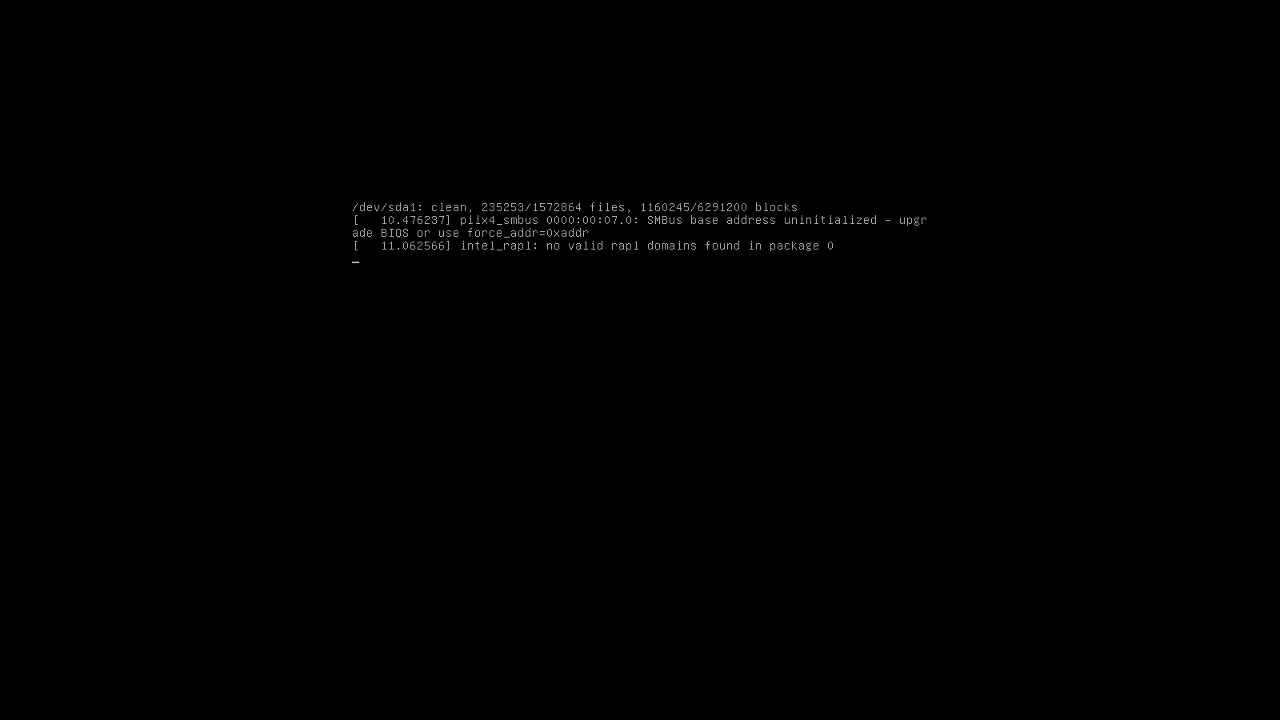 /dev/sda1: clean, 235253/1572864 files, 1160245/6291200 blocks
[   10.476237] piix4_smbus 0000:00:07.0: SMBus base address uninitialized - upgr
ade BIOS or use force_addr=0xaddr
[   11.062566] intel_rapl: no valid rapl domains found in package 0
_